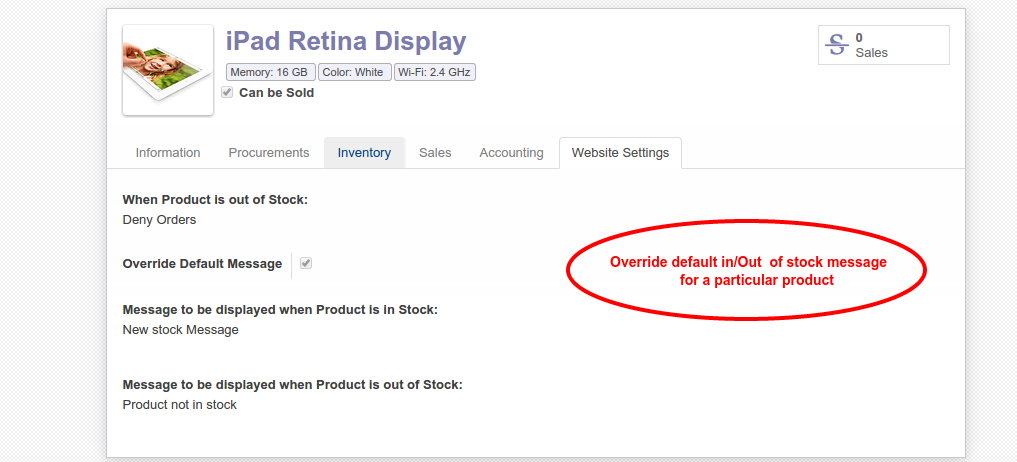 iPad Retina Display
Memory: 16 GB Color: White Wi-Fi: 2.4 GHz
Can be Sold
0
Sales
Information Procurements Inventory Sales Accounting Website Settings
When Product is out of Stock:
Deny Orders
Override Default Message
Override default in/Out of stock message
for a particular product
Message to be displayed when Product is in Stock:
New stock Message
Message to be displayed when Product is out of Stock:
Product not in stock